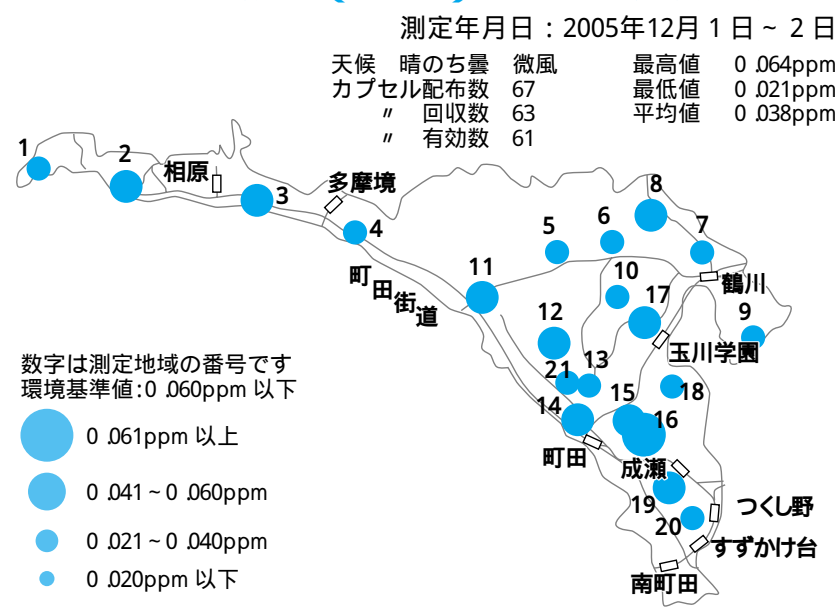 測定年月日：2005年12月1日～2日
天候　晴のち曇　微風　最高値　0.064ppm
カプセル配布数　67　最低値　0.021ppm
〃　回収数　63　平均値　0.038ppm
〃　有効数　61
1
2
相原
3
多摩境
4
5
6
8
7
町田街道
11
10
17
鶴川
12
9
玉川学園
21
13
18
14
15
16
町田
成瀬
19
20
つくし野
すずかけ台
南町田
数字は測定地域の番号です
環境基準値：0.060ppm 以下
0.061ppm 以上
0.041～0.060ppm
0.021～0.040ppm
0.020ppm 以下